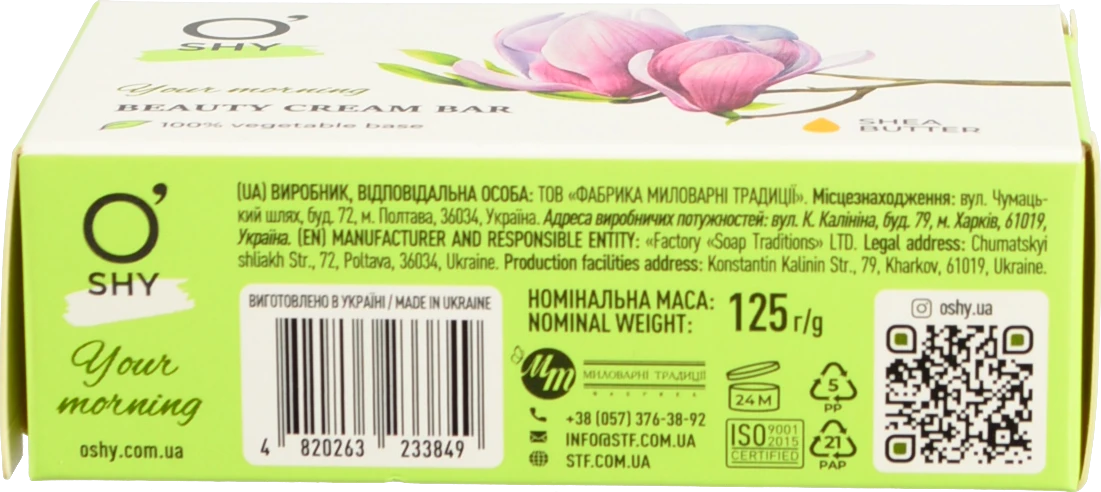 O’
SHY
Your morning
BEAUTY CREAM BAR
100% vegetable base
SHEA
BUTTER
O’
SHY
Your
morning
oshy.com.ua
(UA) ВИРОБНИК, ВІДПОВІДАЛЬНА ОСОБА: ТОВ «ФАБРИКА МИЛОВАРНІ ТРАДИЦІЇ». Місцезнаходження: вул. Чумаць-
кий шлях, буд. 72, м. Полтава, 36034, Україна. Адреса виробничих потужностей: вул. К. Калініна, буд. 79, м. Харків, 61019,
Україна. (EN) MANUFACTURER AND RESPONSIBLE ENTITY: «Factory «Soap Traditions» LTD. Legal address: Chumatskyi
shliakh Str., 72, Poltava, 36034, Ukraine. Production facilities address: Konstantin Kalinin Str., 79, Kharkov, 61019, Ukraine.
ВИГОТОВЛЕНО В УКРАЇНІ / MADE IN UKRAINE
4 820263 233849
НОМІНАЛЬНА МАСА:
NOMINAL WEIGHT:
125 г/g
МТ
МИЛОВАРНІ ТРАДИЦІЇ
ФАБРИКА
+38 (057) 376-38-92
INFO@STF.COM.UA
STF.COM.UA
24 M
ISO 9001
2015
CERTIFIED
5
PP
21
PAP
oshy.ua